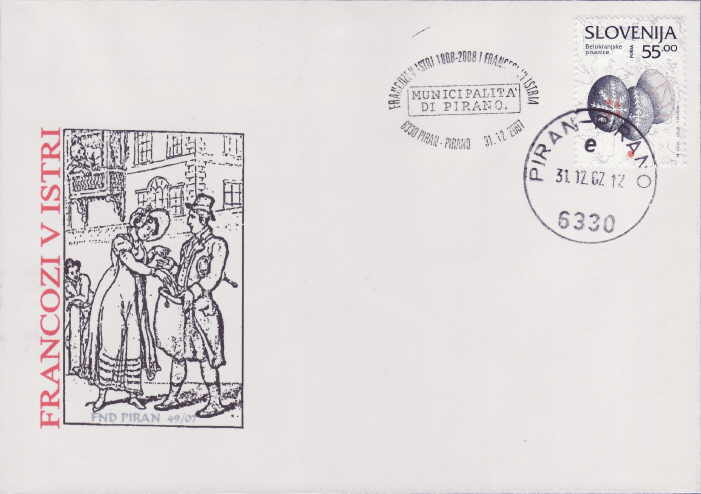 SLOVENIJA
Belokranjske
pisanice
55.00
FRANCOZI V ISTRI 1808-2008 I FRANCESI IN ISTRIA
MUNICIPALITA'
DI PIRANO.
6330 PIRAN - PIRANO 31.12.2007
PIRAN-PIRANO
e
31.12.07.12
6330
FRANCOZI V ISTRI
FND PIRAN 49/07